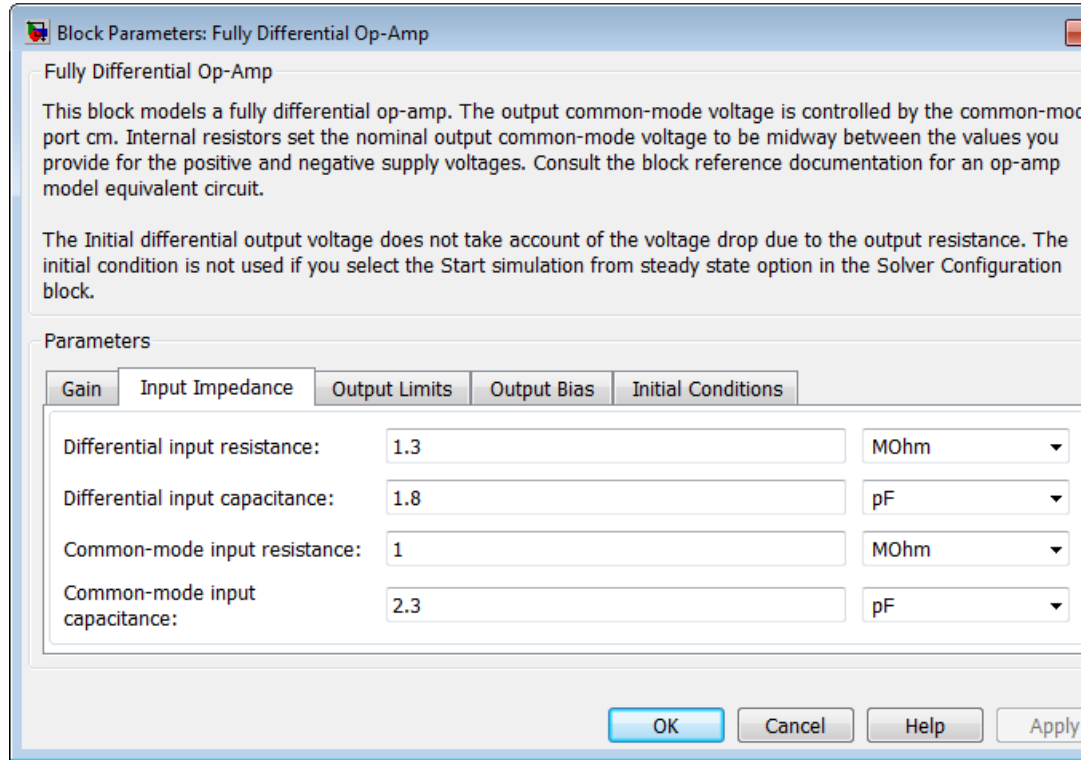 Block Parameters: Fully Differential Op-Amp
Fully Differential Op-Amp
This block models a fully differential op-amp. The output common-mode voltage is controlled by the common-mod
port cm. Internal resistors set the nominal output common-mode voltage to be midway between the values you
provide for the positive and negative supply voltages. Consult the block reference documentation for an op-amp
model equivalent circuit.
The Initial differential output voltage does not take account of the voltage drop due to the output resistance. The
initial condition is not used if you select the Start simulation from steady state option in the Solver Configuration
block.
Parameters
Gain Input Impedance Output Limits Output Bias Initial Conditions
Differential input resistance: 1.3 MOhm
Differential input capacitance: 1.8 pF
Common-mode input resistance: 1 MOhm
Common-mode input
capacitance: 2.3 pF
OK Cancel Help Apply